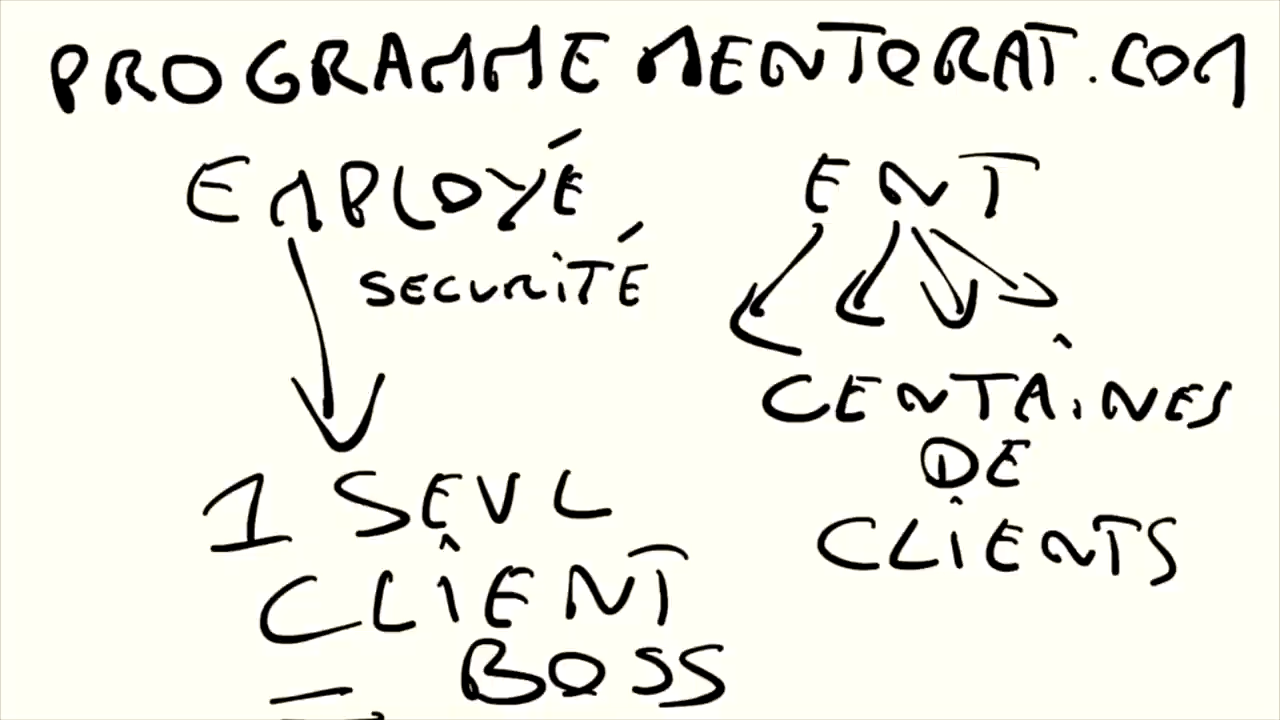 PROGRAMMEMENTORAT.COM
EMPLOYÉ
SECURITÉ
1 SEUL
CLIENT
= BOSS
ENT
CENTAINES
DE
CLIENTS